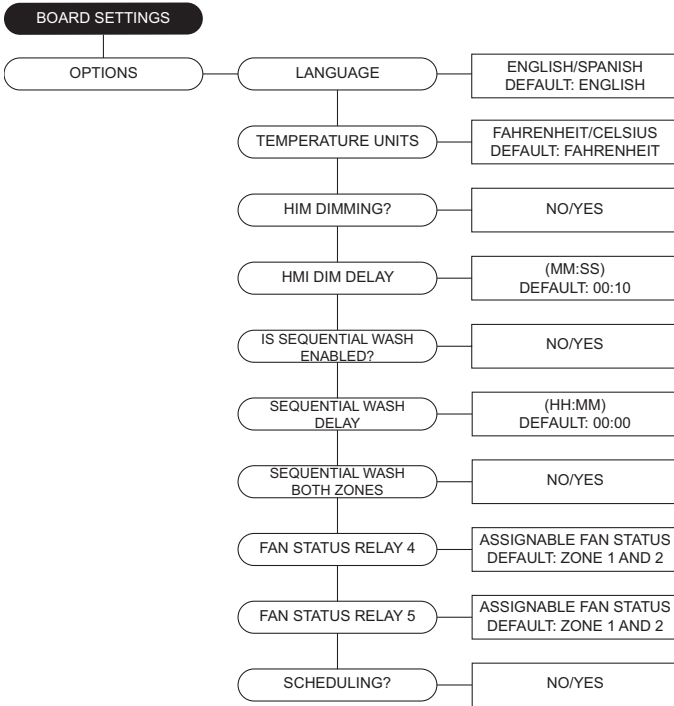 BOARD SETTINGS
OPTIONS
LANGUAGE
ENGLISH/SPANISH
DEFAULT: ENGLISH
TEMPERATURE UNITS
FAHRENHEIT/CELSIUS
DEFAULT: FAHRENHEIT
HIM DIMMING?
NO/YES
HMI DIM DELAY
(MM:SS)
DEFAULT: 00:10
IS SEQUENTIAL WASH
ENABLED?
NO/YES
SEQUENTIAL WASH
DELAY
(HH:MM)
DEFAULT: 00:00
SEQUENTIAL WASH
BOTH ZONES
NO/YES
FAN STATUS RELAY 4
ASSIGNABLE FAN STATUS
DEFAULT: ZONE 1 AND 2
FAN STATUS RELAY 5
ASSIGNABLE FAN STATUS
DEFAULT: ZONE 1 AND 2
SCHEDULING?
NO/YES